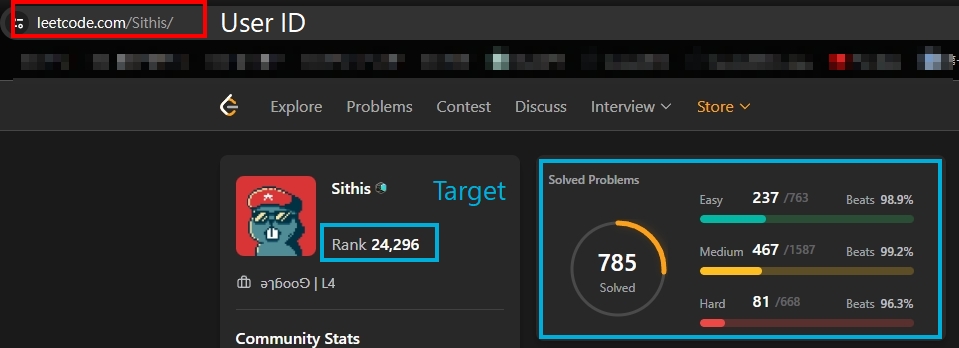 leetcode.com/Sithis/
User ID
Explore Problems Contest Discuss Interview Store
Sithis
Target
Rank 24,296
ǝlƃooꓨ | L4
Community Stats
Solved Problems
785
Solved
Easy 237 /763 Beats 98.9%
Medium 467 /1587 Beats 99.2%
Hard 81 /668 Beats 96.3%